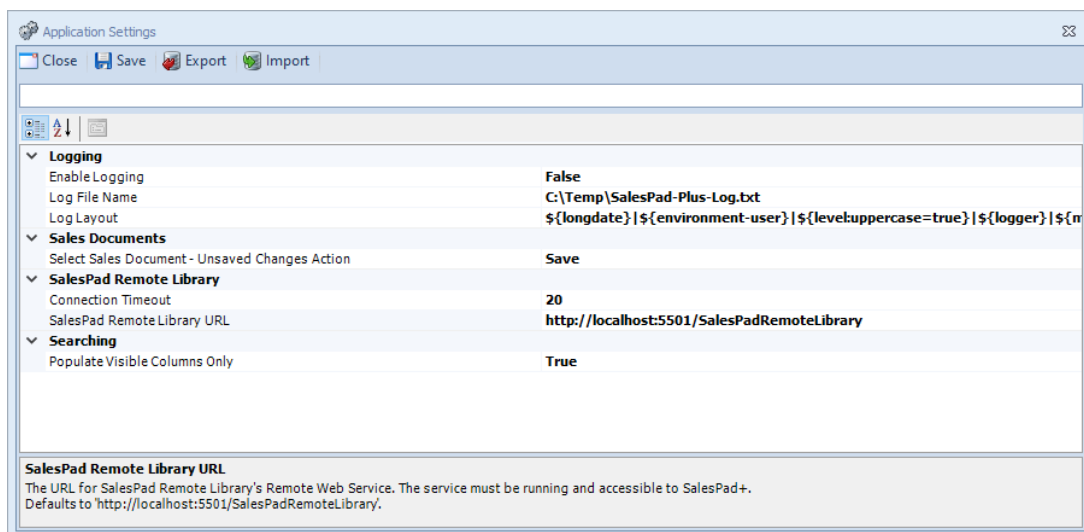 Application Settings
Close Save Export Import
Logging
Enable Logging False
Log File Name C:\Temp\SalesPad-Plus-Log.txt
Log Layout ${longdate}|${environment-user}|${level:uppercase=true}|${logger}|${m
Sales Documents
Select Sales Document - Unsaved Changes Action Save
SalesPad Remote Library
Connection Timeout 20
SalesPad Remote Library URL http://localhost:5501/SalesPadRemoteLibrary
Searching
Populate Visible Columns Only True
SalesPad Remote Library URL
The URL for SalesPad Remote Library's Remote Web Service. The service must be running and accessible to SalesPad+.
Defaults to 'http://localhost:5501/SalesPadRemoteLibrary'.